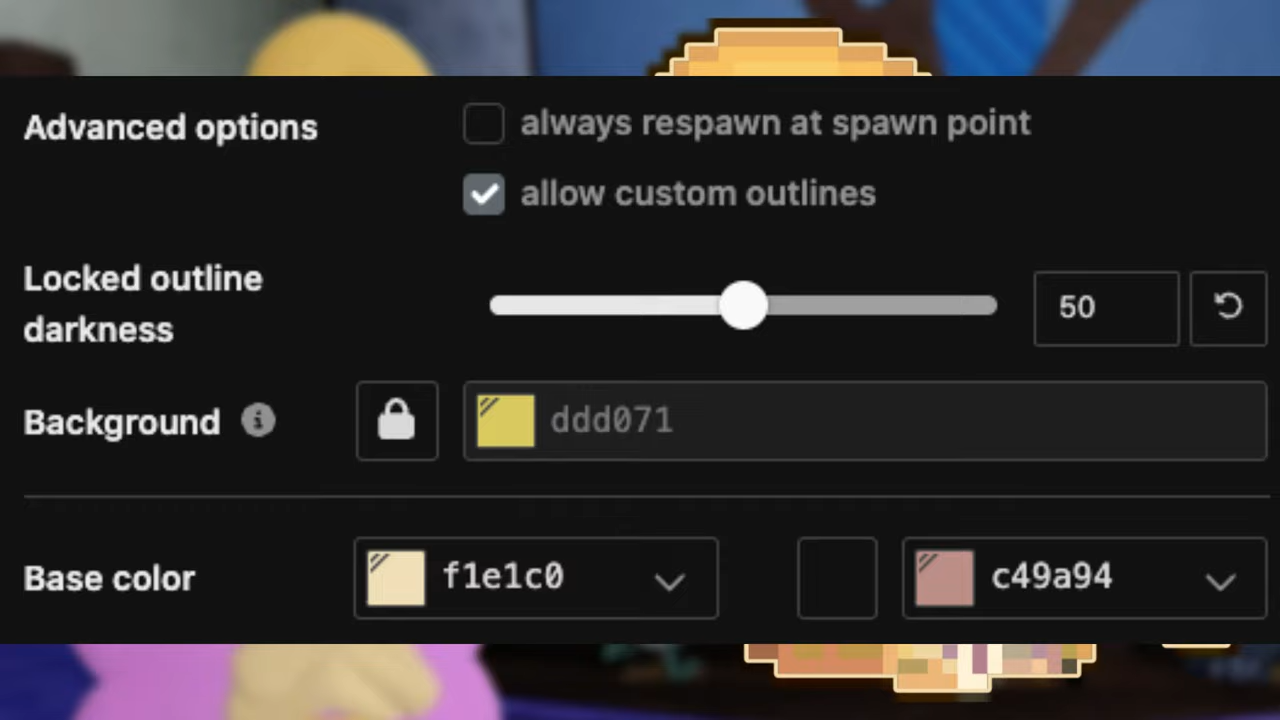 Advanced options
always respawn at spawn point
allow custom outlines
Locked outline
darkness
50
Background
ddd071
Base color
f1e1c0
c49a94